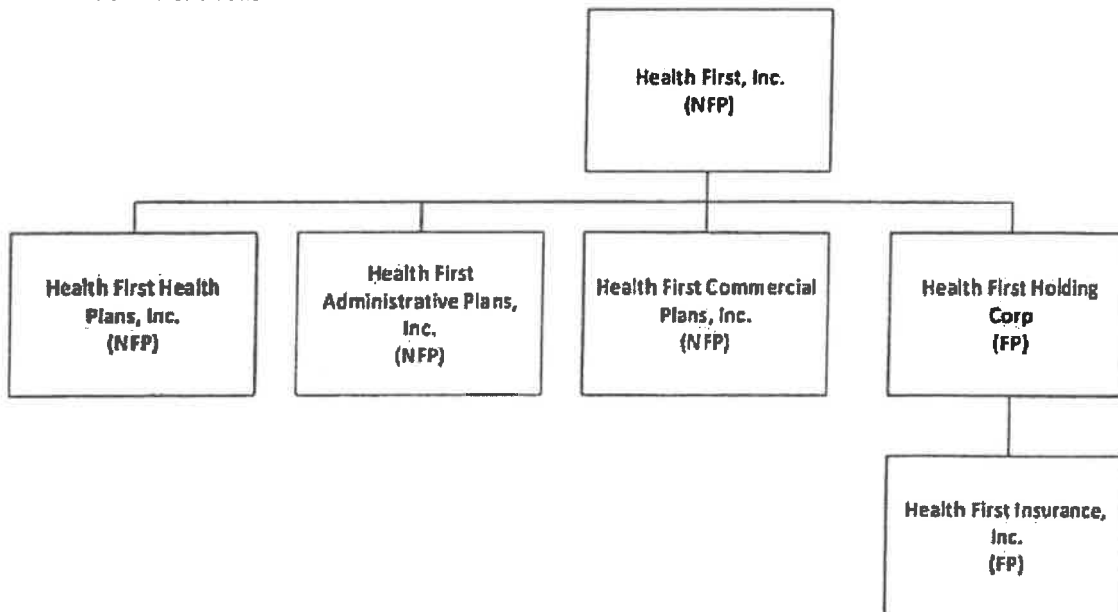 Health First, Inc.
(NFP)
Health First Health
Plans, Inc.
(NFP)
Health First
Administrative Plans,
Inc.
(NFP)
Health First Commercial
Plans, Inc.
(NFP)
Health First Holding
Corp
(FP)
Health First Insurance,
Inc.
(FP)